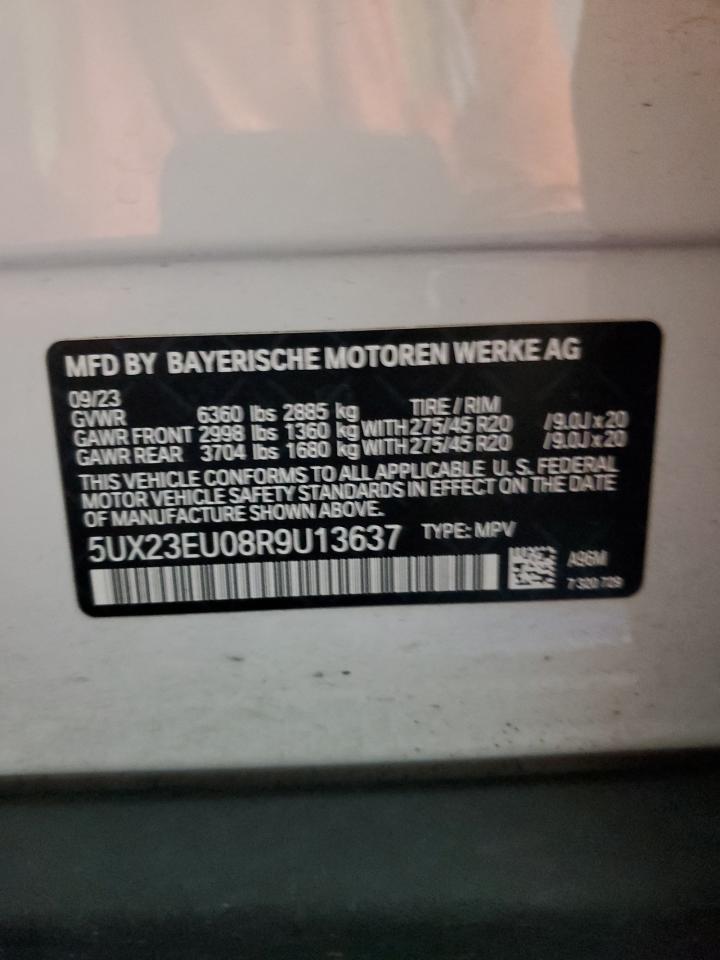 MFD BY BAYERISCHE MOTOREN WERKE AG
09/23 TIRE / RIM
GVWR 6360 lbs 2885 kg
GAWR FRONT 2998 lbs 1360 kg WITH 275/45 R20 /9.0J x 20
GAWR REAR 3704 lbs 1680 kg WITH 275/45 R20 /9.0J x 20
THIS VEHICLE CONFORMS TO ALL APPLICABLE U. S. FEDERAL
MOTOR VEHICLE SAFETY STANDARDS IN EFFECT ON THE DATE
OF MANUFACTURE SHOWN ABOVE.
5UX23EU08R9U13637 TYPE: MPV
A96M
7 320 729